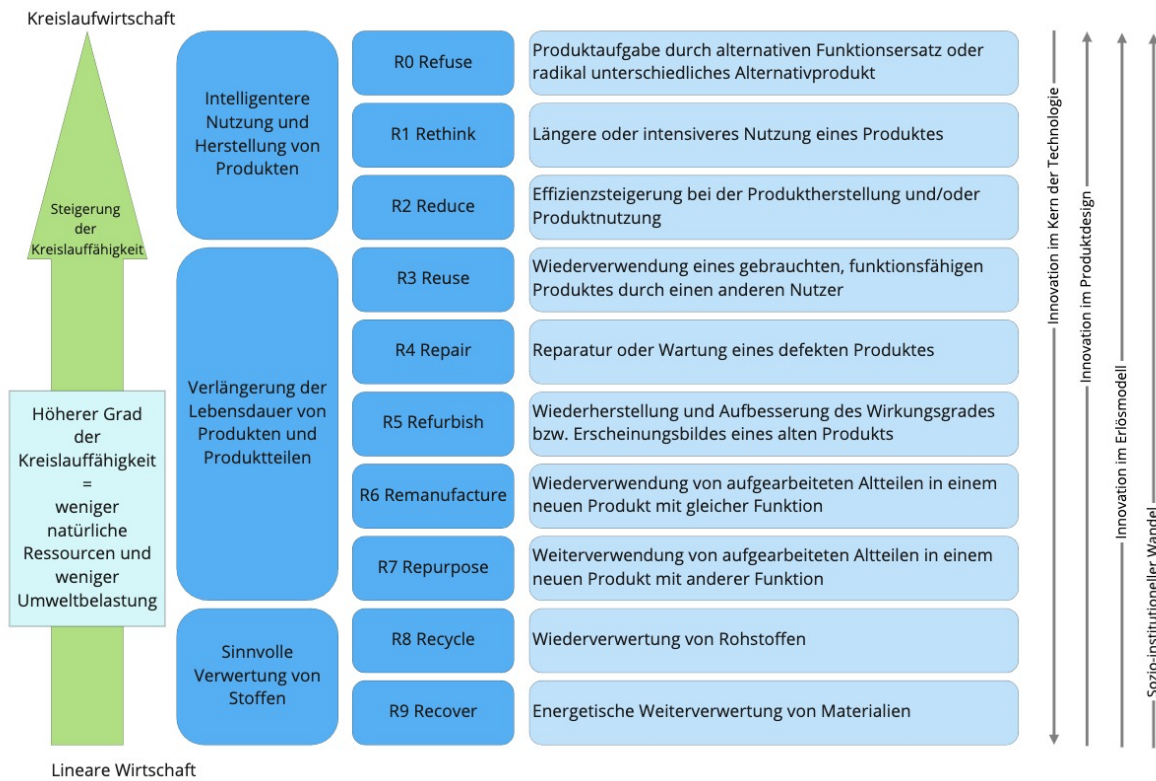 Kreislaufwirtschaft
Steigerung
der
Kreislauffähigkeit
Höherer Grad
der
Kreislauffähigkeit
=
weniger
natürliche
Ressourcen und
weniger
Umweltbelastung
Lineare Wirtschaft
Intelligentere
Nutzung und
Herstellung von
Produkten
R0 Refuse
Produktaufgabe durch alternativen Funktionsersatz oder
radikal unterschiedliches Alternativprodukt
R1 Rethink
Längere oder intensiveres Nutzung eines Produktes
R2 Reduce
Effizienzsteigerung bei der Produktherstellung und/oder
Produktnutzung
Verlängerung der
Lebensdauer von
Produkten und
Produktteilen
R3 Reuse
Wiederverwendung eines gebrauchten, funktionsfähigen
Produktes durch einen anderen Nutzer
R4 Repair
Reparatur oder Wartung eines defekten Produktes
R5 Refurbish
Wiederherstellung und Aufbesserung des Wirkungsgrades
bzw. Erscheinungsbildes eines alten Produkts
R6 Remanufacture
Wiederverwendung von aufgearbeiteten Altteilen in einem
neuen Produkt mit gleicher Funktion
R7 Repurpose
Weiterverwendung von aufgearbeiteten Altteilen in einem
neuen Produkt mit anderer Funktion
Sinnvolle
Verwertung von
Stoffen
R8 Recycle
Wiederverwertung von Rohstoffen
R9 Recover
Energetische Weiterverwertung von Materialien
Innovation im Kern der Technologie
Innovation im Produktdesign
Innovation im Erlösmodell
Sozio-institutioneller Wandel